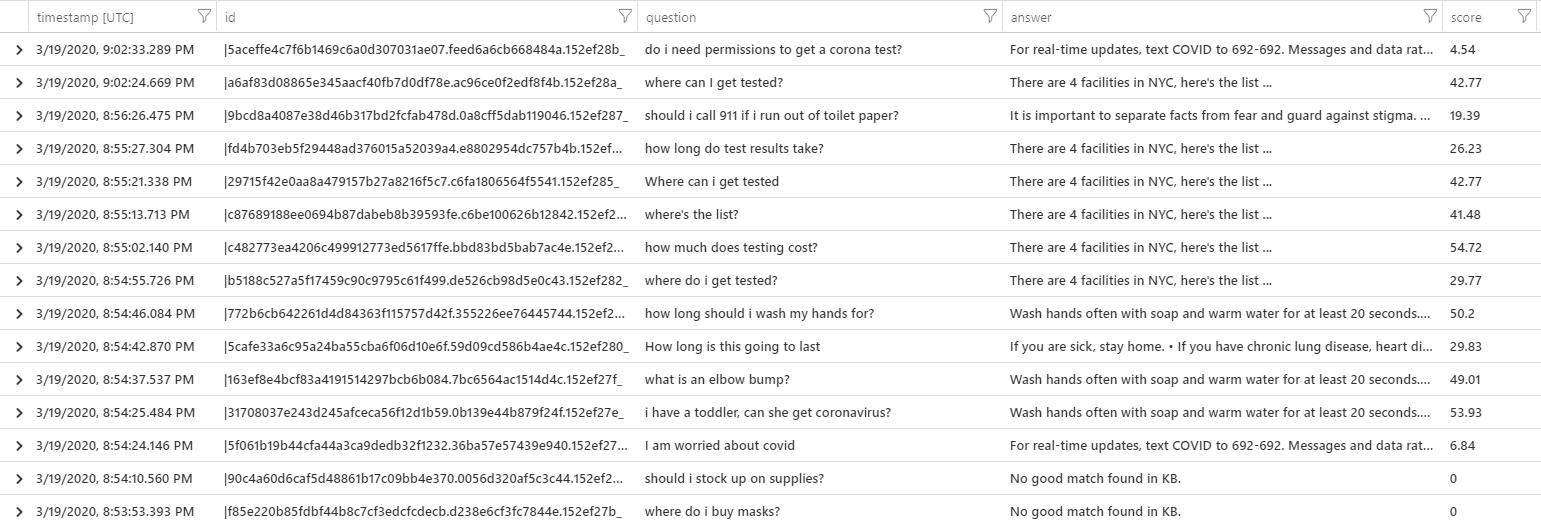 timestamp [UTC] id question answer score
3/19/2020, 9:02:33.289 PM |5aceffe4c7f6b1469c6a0d307031ae07.feed6a6cb668484a.152ef28b_ do i need permissions to get a corona test? For real-time updates, text COVID to 692-692. Messages and data rat... 4.54
3/19/2020, 9:02:24.669 PM |a6af83d08865e345aacf40fb7d0df78e.ac96ce0f2edf8f4b.152ef28a_ where can I get tested? There are 4 facilities in NYC, here's the list ... 42.77
3/19/2020, 8:56:26.475 PM |9bcd8a4087e38d46b317bd2fcfab478d.0a8cff5dab119046.152ef287_ should i call 911 if i run out of toilet paper? It is important to separate facts from fear and guard against stigma. ... 19.39
3/19/2020, 8:55:27.304 PM |fd4b703eb5f29448ad376015a52039a4.e8802954dc757b4b.152ef... how long do test results take? There are 4 facilities in NYC, here's the list ... 26.23
3/19/2020, 8:55:21.338 PM |29715f42e0aa8a479157b27a8216f5c7.c6fa1806564f5541.152ef285_ Where can i get tested There are 4 facilities in NYC, here's the list ... 42.77
3/19/2020, 8:55:13.713 PM |c87689188ee0694b87dabeb8b39593fe.c6be100626b12842.152ef2... where's the list? There are 4 facilities in NYC, here's the list ... 41.48
3/19/2020, 8:55:02.140 PM |c482773ea4206c499912773ed5617ffe.bbd83bd5bab7ac4e.152ef2... how much does testing cost? There are 4 facilities in NYC, here's the list ... 54.72
3/19/2020, 8:54:55.726 PM |b5188c527a5f17459c90c9795c61f499.de526cb98d5e0c43.152ef282_ where do i get tested? There are 4 facilities in NYC, here's the list ... 29.77
3/19/2020, 8:54:46.084 PM |772b6cb642261d4d84363f115757d42f.355226ee76445744.152ef2... how long should i wash my hands for? Wash hands often with soap and warm water for at least 20 seconds.... 50.2
3/19/2020, 8:54:42.870 PM |5cafe33a6c95a24ba55cba6f06d10e6f.59d09cd586b4ae4c.152ef280_ How long is this going to last If you are sick, stay home. • If you have chronic lung disease, heart di... 29.83
3/19/2020, 8:54:37.537 PM |163ef8e4bcf83a4191514297bcb6b084.7bc6564ac1514d4c.152ef27f_ what is an elbow bump? Wash hands often with soap and warm water for at least 20 seconds.... 49.01
3/19/2020, 8:54:25.484 PM |31708037e243d245afceca56f12d1b59.0b139e44b879f24f.152ef27e_ i have a toddler, can she get coronavirus? Wash hands often with soap and warm water for at least 20 seconds.... 53.93
3/19/2020, 8:54:24.146 PM |5f061b19b44cfa44a3ca9dedb32f1232.36ba57e57439e940.152ef27... I am worried about covid For real-time updates, text COVID to 692-692. Messages and data rat... 6.84
3/19/2020, 8:54:10.560 PM |90c4a60d6caf5d48861b17c09bb4e370.0056d320af5c3c44.152ef2... should i stock up on supplies? No good match found in KB. 0
3/19/2020, 8:53:53.393 PM |f85e220b85fdbf44b8c7cf3edcfcdecb.d238e6cf3fc7844e.152ef27b_ where do i buy masks? No good match found in KB. 0